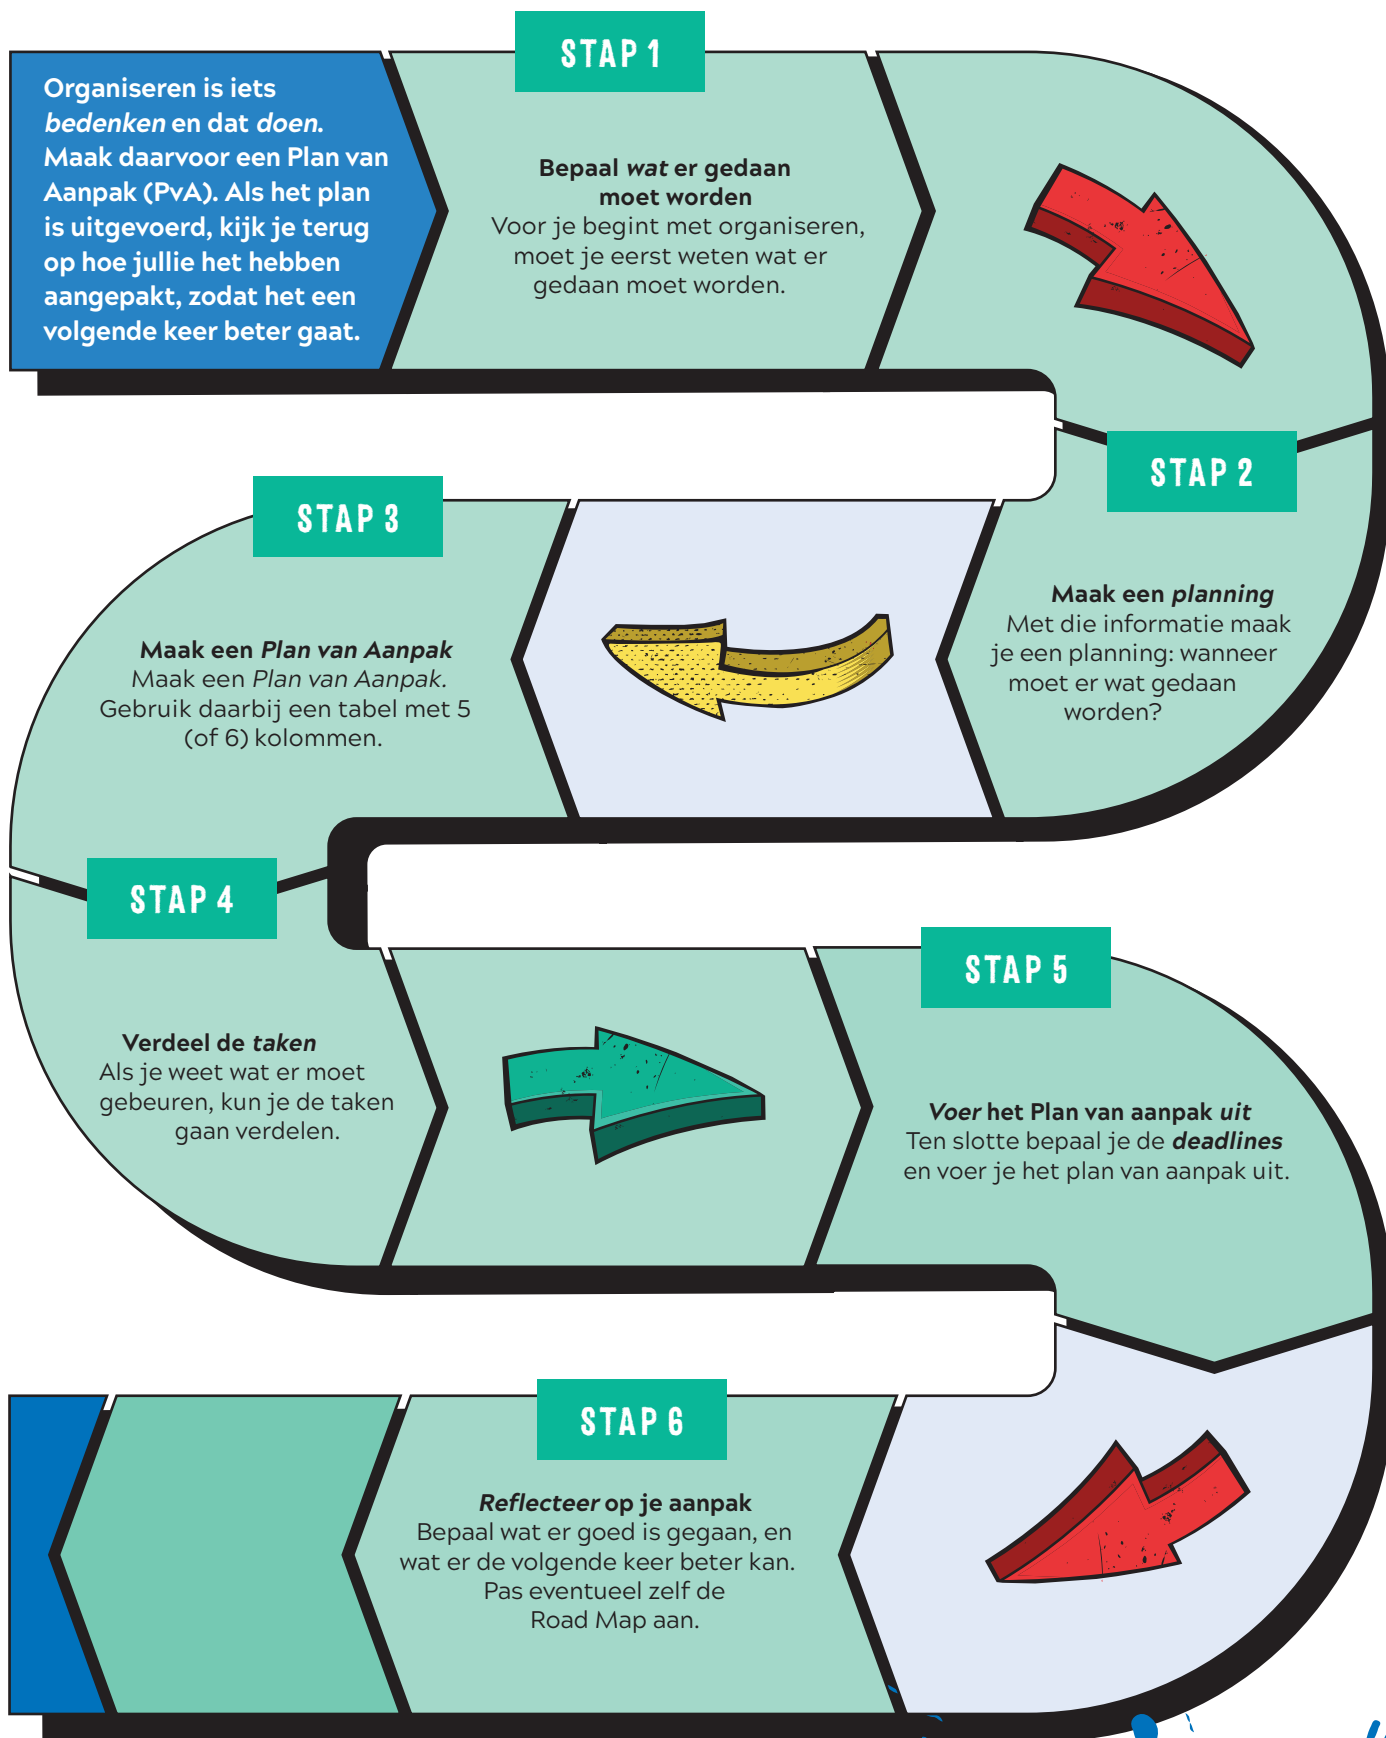 Organiseren is iets
bedenken en dat doen.
Maak daarvoor een Plan van
Aanpak (PvA). Als het plan
is uitgevoerd, kijk je terug
op hoe jullie het hebben
aangepakt, zodat het een
volgende keer beter gaat.
STAP 1
Bepaal wat er gedaan
moet worden
Voor je begint met organiseren,
moet je eerst weten wat er
gedaan moet worden.
STAP 2
Maak een planning
Met die informatie maak
je een planning: wanneer
moet er wat gedaan
worden?
STAP 3
Maak een Plan van Aanpak
Maak een Plan van Aanpak.
Gebruik daarbij een tabel met 5
(of 6) kolommen.
STAP 4
Verdeel de taken
Als je weet wat er moet
gebeuren, kun je de taken
gaan verdelen.
STAP 5
Voer het Plan van aanpak uit
Ten slotte bepaal je de deadlines
en voer je het plan van aanpak uit.
STAP 6
Reflecteer op je aanpak
Bepaal wat er goed is gegaan, en
wat er de volgende keer beter kan.
Pas eventueel zelf de
Road Map aan.